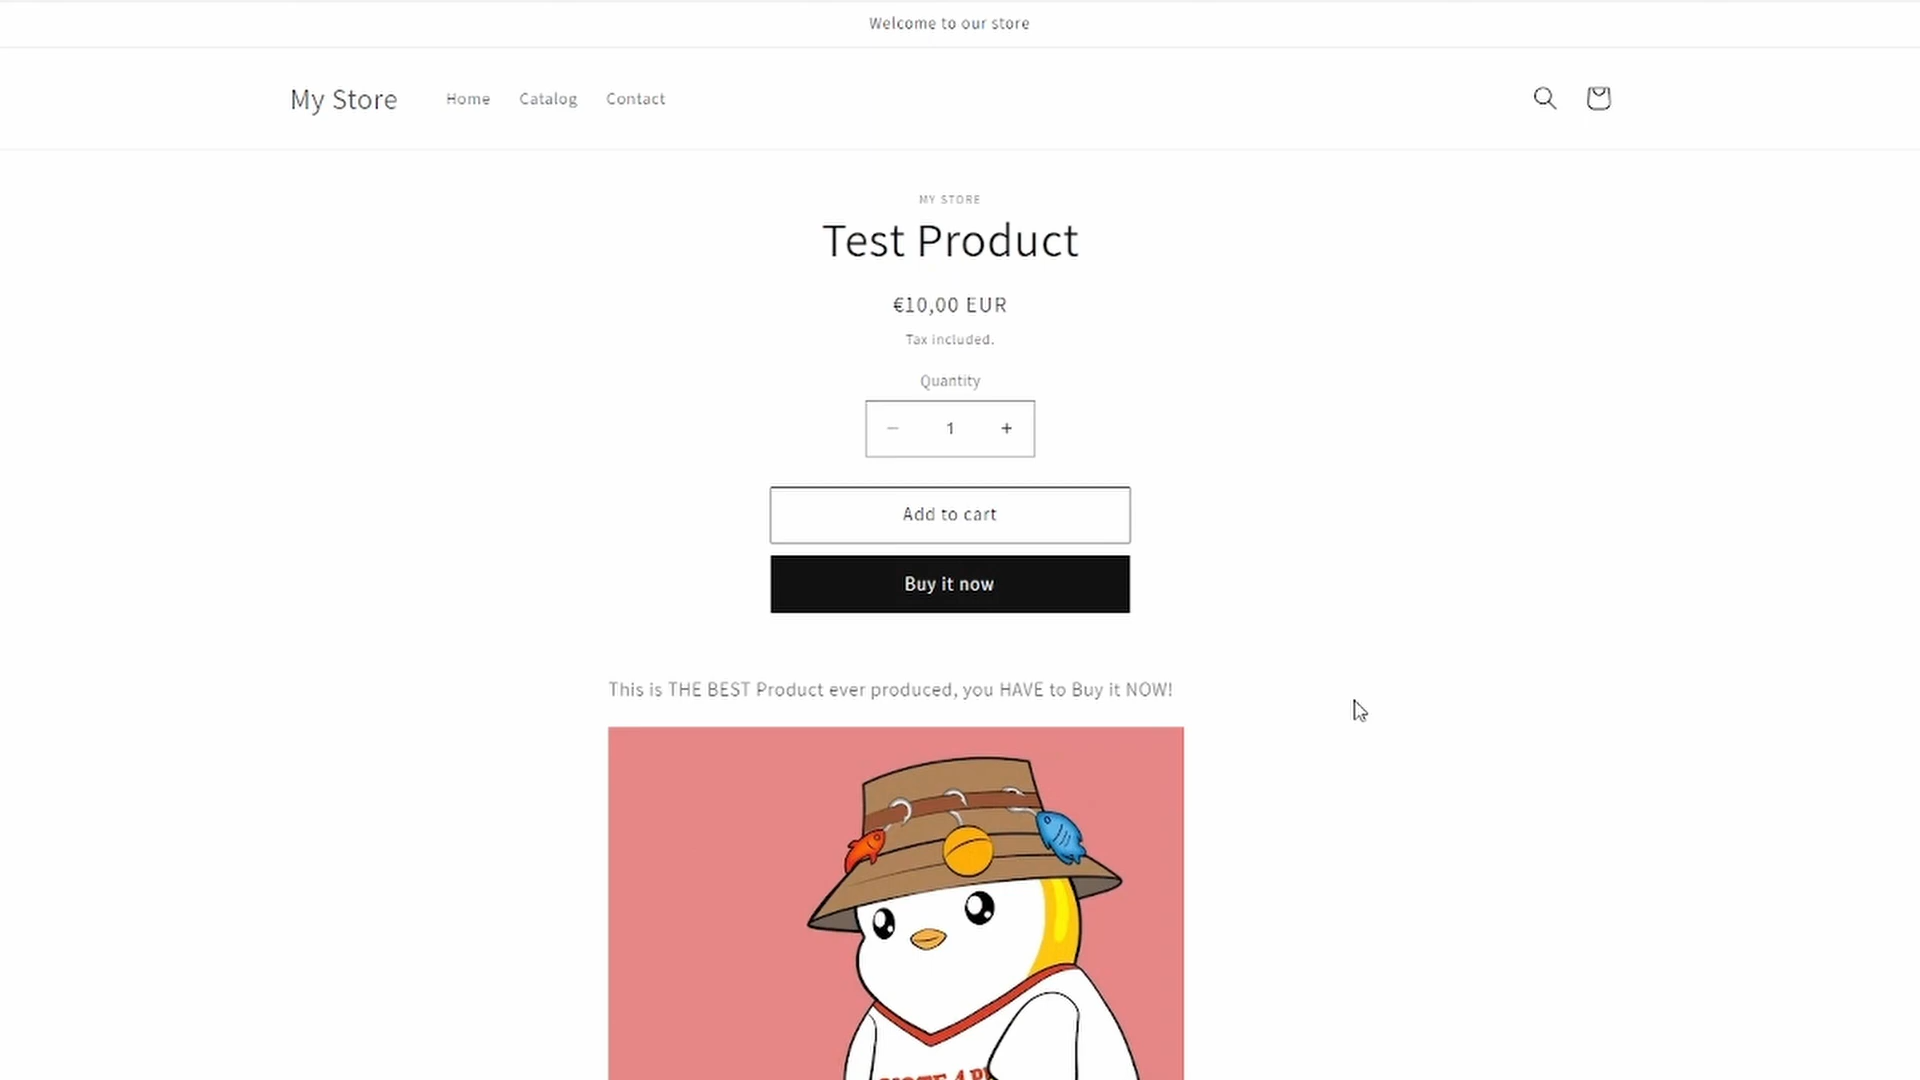 Welcome to our store
My Store Home Catalog Contact
MY STORE
Test Product
€10,00 EUR
Tax included.
Quantity
− 1 +
Add to cart
Buy it now
This is THE BEST Product ever produced, you HAVE to Buy it NOW!